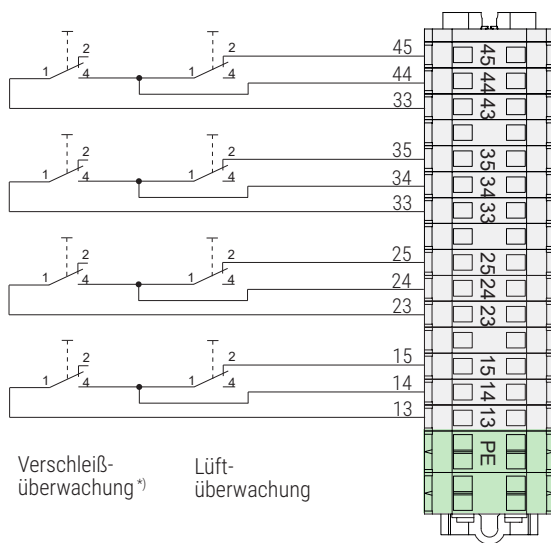 2 2 45 45
1 4 1 4 44 44
33 43
2 2 35 35
1 4 1 4 34 34
33 33
2 2 25 25
1 4 1 4 24 24
23 23
2 2 15 15
1 4 1 4 14 14
13 13
PE
Verschleiß-
überwachung *)
Lüft-
überwachung